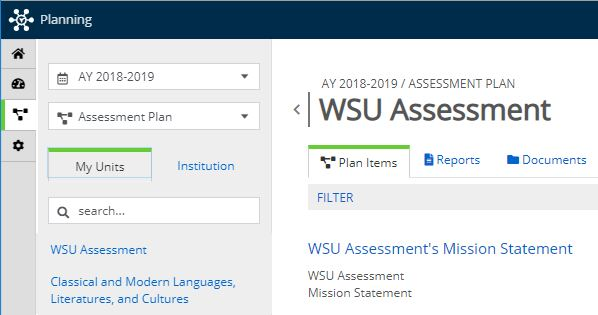 Planning
AY 2018-2019
Assessment Plan
My Units
Institution
search...
WSU Assessment
Classical and Modern Languages,
Literatures, and Cultures
AY 2018-2019 / ASSESSMENT PLAN
WSU Assessment
Plan Items
Reports
Documents
FILTER
WSU Assessment's Mission Statement
WSU Assessment
Mission Statement